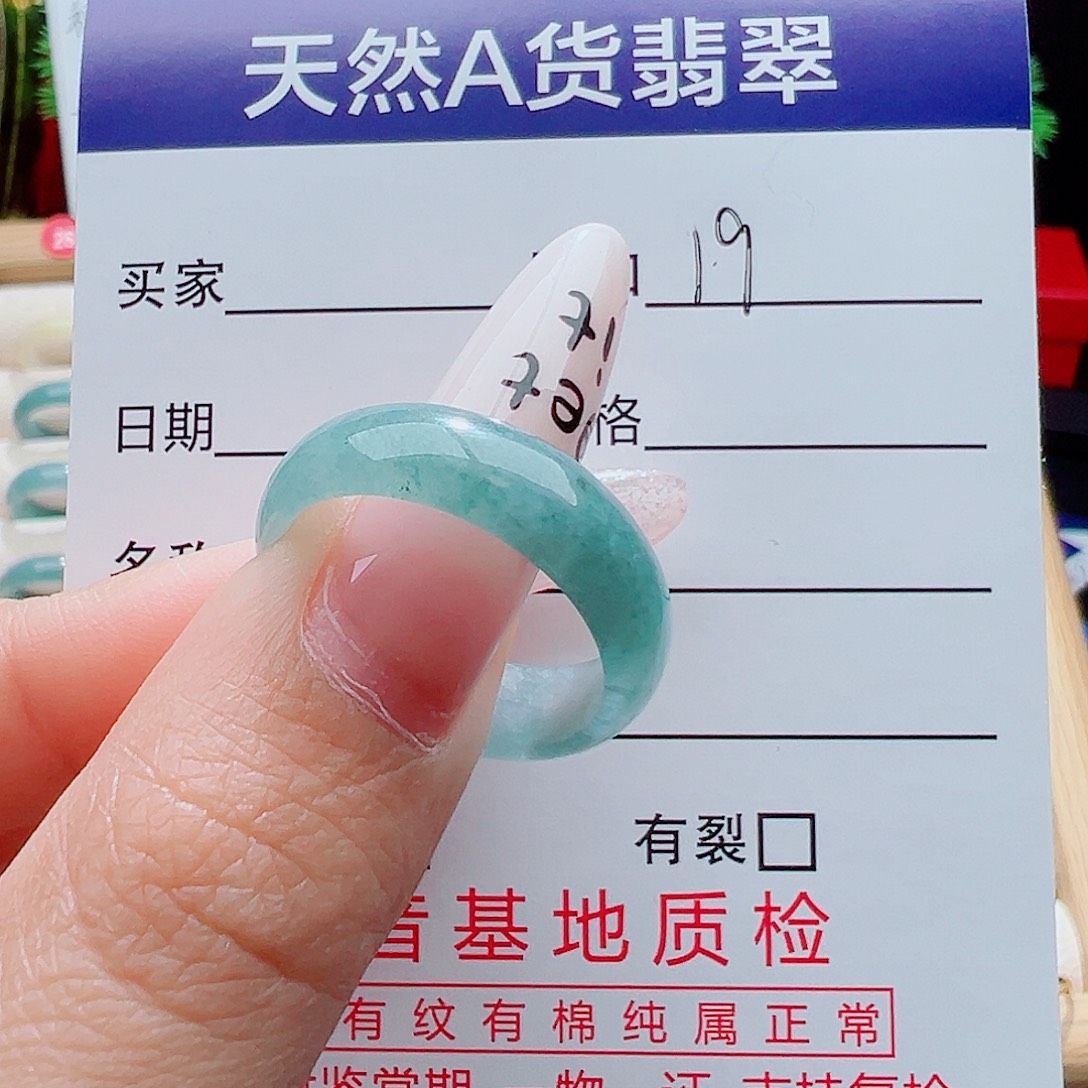 天然A货翡翠
买家 19
日期 格
有裂
音基地质检
有纹有棉纯属正常